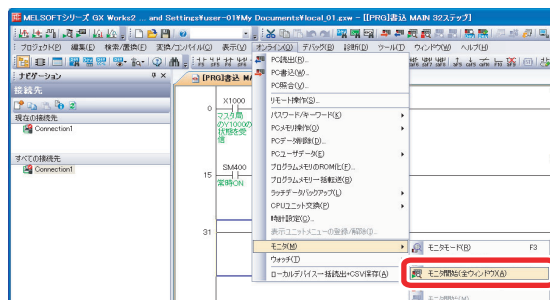 MELSOFTシリーズ GX Works2 ... and Settings¥user-01¥My Documents¥local_01.gxw - [[PRG]書込 MAIN 32ステップ]
プロジェクト(P) 編集(E) 検索/置換(F) 変換/コンパイル(C) 表示(V) オンライン(O) デバッグ(B) 診断(D) ツール(T) ウィンドウ(W) ヘルプ(H)
ナビゲーション
接続先
現在の接続先
Connection1
すべての接続先
Connection1
[PRG]書込 M
0
X1000
マスタ局
のY1000の
状態を受
信
15
SM400
常時ON
31
PC読出(R)...
PC書込(W)...
PC照合(V)...
リモート操作(S)...
パスワード/キーワード(K)
PCメモリ操作(O)
PCデータ削除(D)...
PCユーザデータ(E)
プログラムメモリのROM化(F)...
プログラムメモリ一括転送(B)
ラッチデータバックアップ(L)
CPUユニット交換(P)
時計設定(C)...
表示ユニットメニューの登録/解除(I)...
モニタ(M)
ウォッチ(T)
ローカルデバイス一括読出+CSV保存(A)
モニタモード(R) F3
モニタ開始(全ウィンドウ)(A)